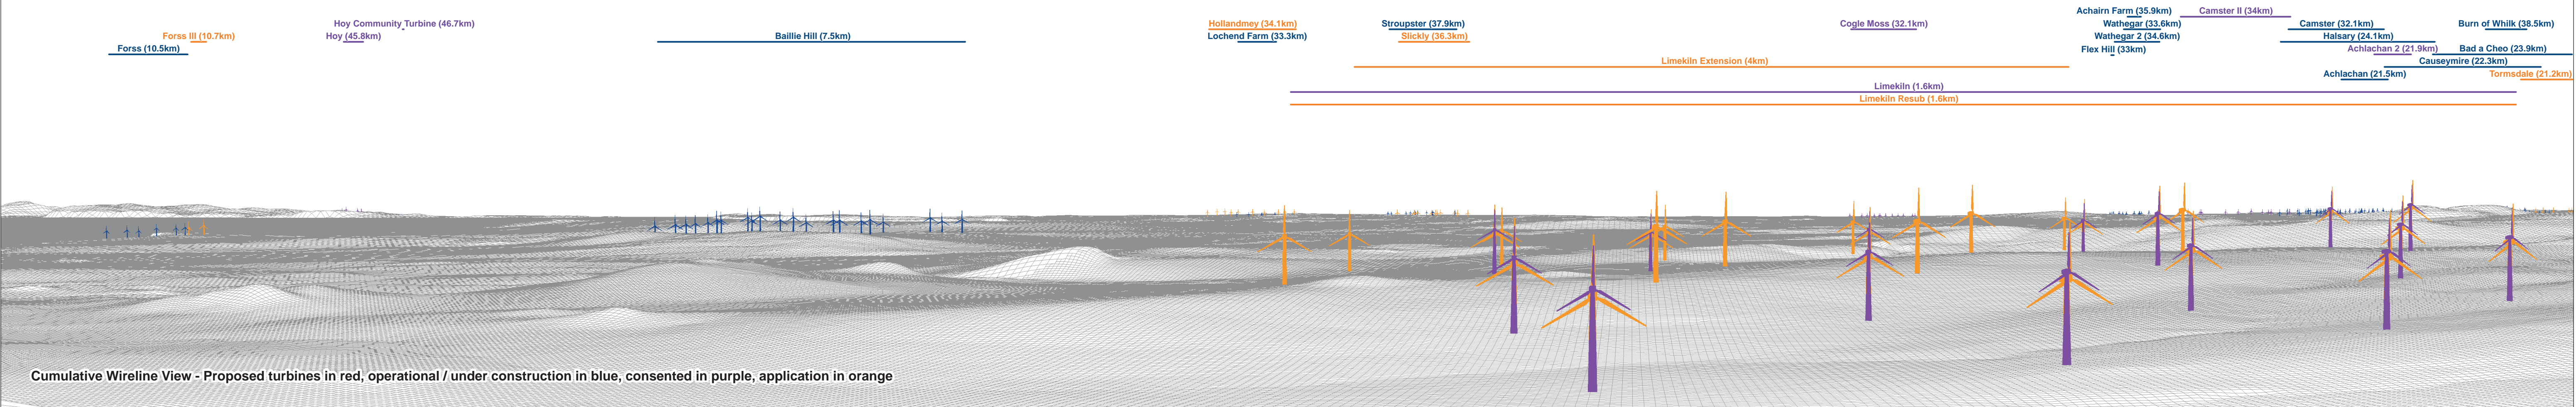 Achairn Farm (35.9km) Camster II (34km)
Hoy Community Turbine (46.7km) Hollandmey (34.1km) Stroupster (37.9km) Cogle Moss (32.1km) Wathegar (33.6km) Camster (32.1km) Burn of Whilk (38.5km)
Forss III (10.7km) Hoy (45.8km) Baillie Hill (7.5km) Lochend Farm (33.3km) Slickly (36.3km) Wathegar 2 (34.6km) Halsary (24.1km)
Forss (10.5km) Flex Hill (33km) Achlachan 2 (21.9km) Bad a Cheo (23.9km)
Limekiln Extension (4km) Causeymire (22.3km)
Achlachan (21.5km) Tormsdale (21.2km)
Limekiln (1.6km)
Limekiln Resub (1.6km)
Cumulative Wireline View - Proposed turbines in red, operational / under construction in blue, consented in purple, application in orange